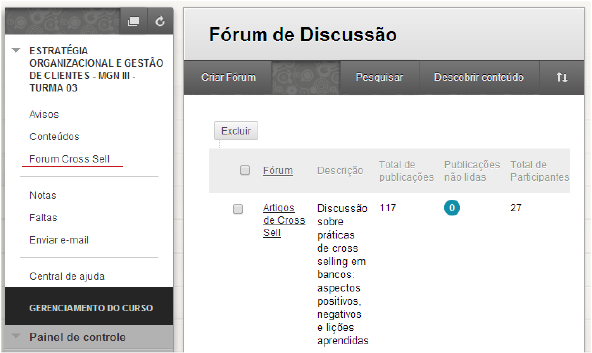 ESTRATÉGIA
ORGANIZACIONAL E GESTÃO
DE CLIENTES - MGN III -
TURMA 03
Avisos
Conteúdos
Forum Cross Sell
Notas
Faltas
Enviar e-mail
Central de ajuda
GERENCIAMENTO DO CURSO
Painel de controle
Fórum de Discussão
Criar Fórum Pesquisar Descobrir conteúdo
Excluir
Fórum Descrição Total de publicações Publicações não lidas Total de Participantes
Artigos de Cross Sell
Discussão
sobre
práticas
de cross
selling em
bancos:
aspectos
positivos,
negativos
e lições
aprendidas
117 0 27